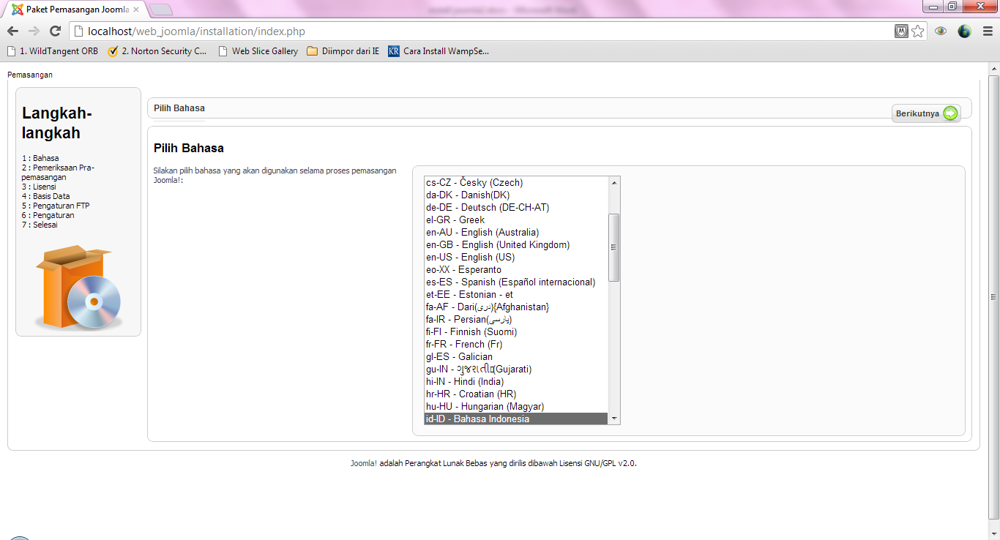 Paket Pemasangan Joomla
localhost/web_joomla/installation/index.php
1. WildTangent ORB
2. Norton Security C...
Web Slice Gallery
Diimpor dari IE
KR
Cara Install WampSe...
Pemasangan
Langkah-
langkah
1 : Bahasa
2 : Pemeriksaan Pra-
pemasangan
3 : Lisensi
4 : Basis Data
5 : Pengaturan FTP
6 : Pengaturan
7 : Selesai
Pilih Bahasa
Berikutnya
Pilih Bahasa
Silakan pilih bahasa yang akan digunakan selama proses pemasangan
Joomla!:
cs-CZ - Česky (Czech)
da-DK - Danish(DK)
de-DE - Deutsch (DE-CH-AT)
el-GR - Greek
en-AU - English (Australia)
en-GB - English (United Kingdom)
en-US - English (US)
eo-XX - Esperanto
es-ES - Spanish (Español internacional)
et-EE - Estonian - et
fa-AF - Dari(دری){Afghanistan}
fa-IR - Persian(پارسی)
fi-FI - Finnish (Suomi)
fr-FR - French (Fr)
gl-ES - Galician
gu-IN - ગુજરાતી (Gujarati)
hi-IN - Hindi (India)
hr-HR - Croatian (HR)
hu-HU - Hungarian (Magyar)
id-ID - Bahasa Indonesia
Joomla! adalah Perangkat Lunak Bebas yang dirilis dibawah Lisensi GNU/GPL v2.0.